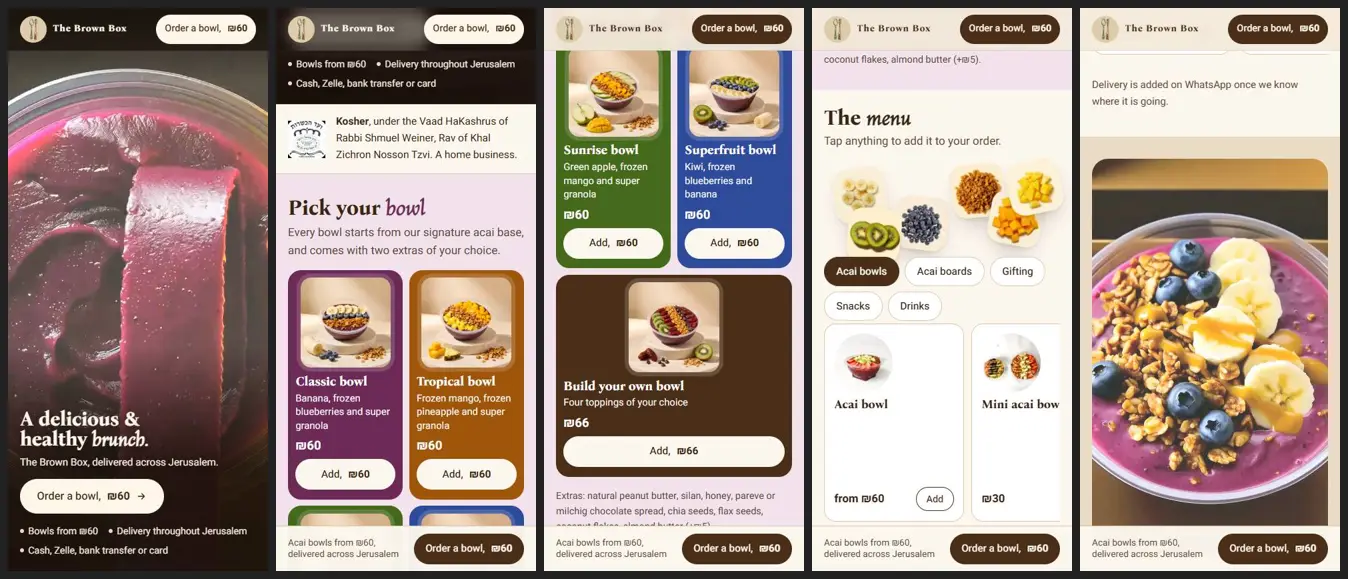 The Brown Box
Order a bowl, ₪60
A delicious &
healthy brunch.
The Brown Box, delivered across Jerusalem.
Order a bowl, ₪60 →
• Bowls from ₪60 • Delivery throughout Jerusalem
• Cash, Zelle, bank transfer or card
The Brown Box
Order a bowl, ₪60
• Bowls from ₪60 • Delivery throughout Jerusalem
• Cash, Zelle, bank transfer or card
Kosher, under the Vaad HaKashrus of
Rabbi Shmuel Weiner, Rav of Khal
Zichron Nosson Tzvi. A home business.
Pick your bowl
Every bowl starts from our signature acai base,
and comes with two extras of your choice.
Classic bowl
Banana, frozen
blueberries and super
granola
₪60
Add, ₪60
Tropical bowl
Frozen mango, frozen
pineapple and super
granola
₪60
Add, ₪60
Acai bowls from ₪60,
delivered across Jerusalem
Order a bowl, ₪60
The Brown Box
Order a bowl, ₪60
Sunrise bowl
Green apple, frozen
mango and super
granola
₪60
Add, ₪60
Superfruit bowl
Kiwi, frozen
blueberries and
banana
₪60
Add, ₪60
Build your own bowl
Four toppings of your choice
₪66
Add, ₪66
Extras: natural peanut butter, silan, honey, pareve or
milchig chocolate spread, chia seeds, flax seeds,
coconut flakes, almond butter (+₪5).
Acai bowls from ₪60,
delivered across Jerusalem
Order a bowl, ₪60
The Brown Box
Order a bowl, ₪60
coconut flakes, almond butter (+₪5).
The menu
Tap anything to add it to your order.
Acai bowls
Acai boards
Gifting
Snacks
Drinks
Acai bowl
from ₪60
Add
Mini acai bow
₪30
Acai bowls from ₪60,
delivered across Jerusalem
Order a bowl, ₪60
The Brown Box
Order a bowl, ₪60
Delivery is added on WhatsApp once we know
where it is going.
Acai bowls from ₪60,
delivered across Jerusalem
Order a bowl, ₪60